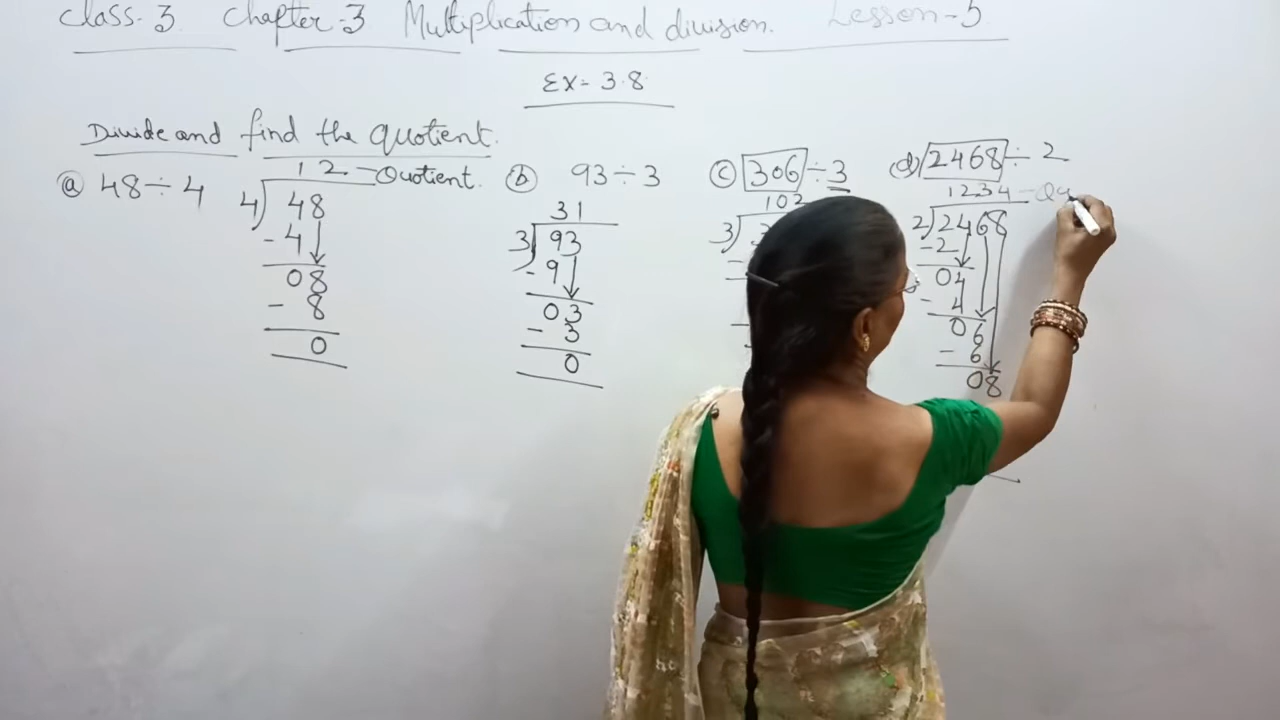 Class-3 Chapter-3 Multiplication and division. Lesson-5
Ex- 3.8
Divide and find the quotient.
ⓐ 48 ÷ 4
12 - Quotient.
4)48
-4
08
- 8
0
ⓑ 93 ÷ 3
31
3)93
-9
03
- 3
0
ⓒ 306 ÷ 3
102
3)3
ⓓ 2468 ÷ 2
1234 -
2)2468
-2
04
- 4
06
- 6
08